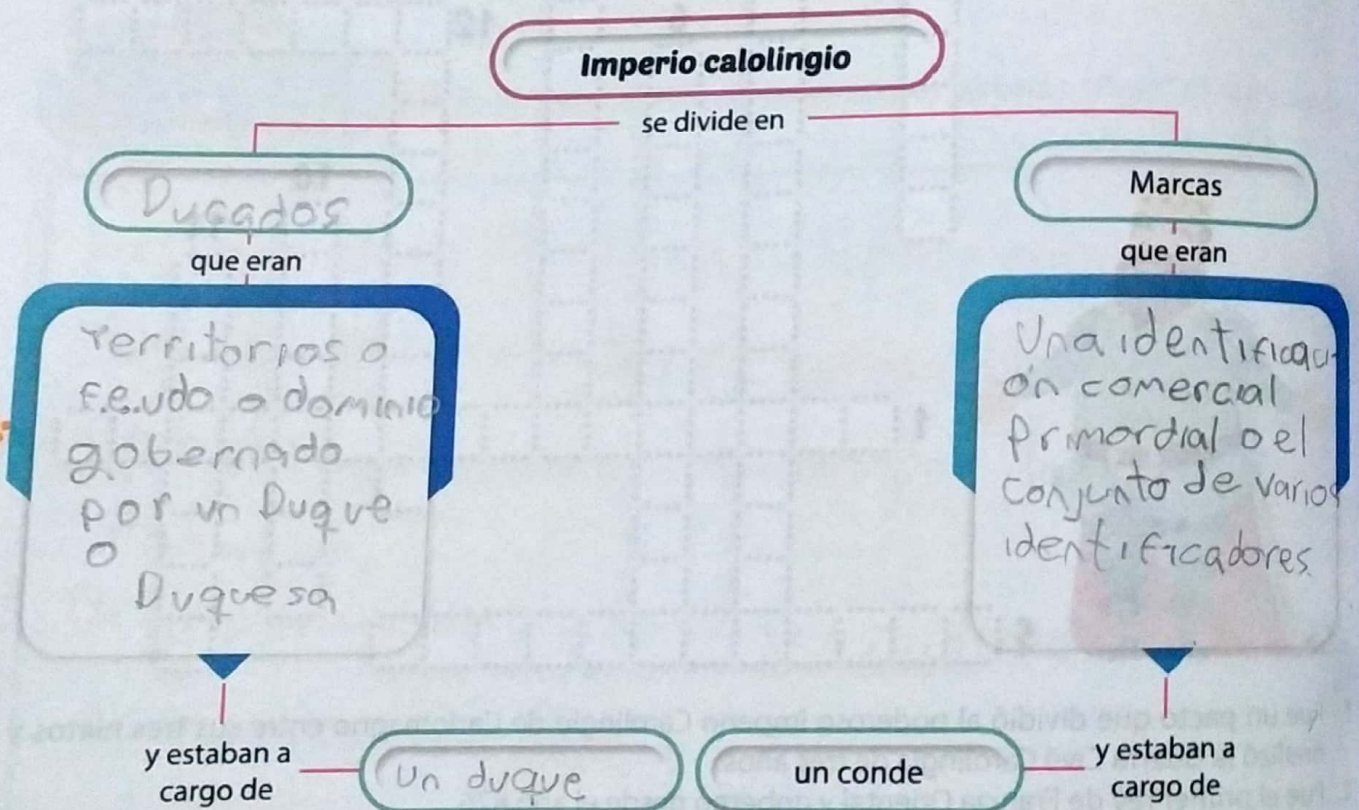 Imperio calolingio
se divide en
Ducados
Marcas
que eran
que eran
Territorios o
Feudo o dominio
gobernado
por un Duque
o
Duquesa
Una identificaci
ón comercial
Primordial o el
conjunto de varios
identificadores.
y estaban a
cargo de
un duque
un conde
y estaban a
cargo de